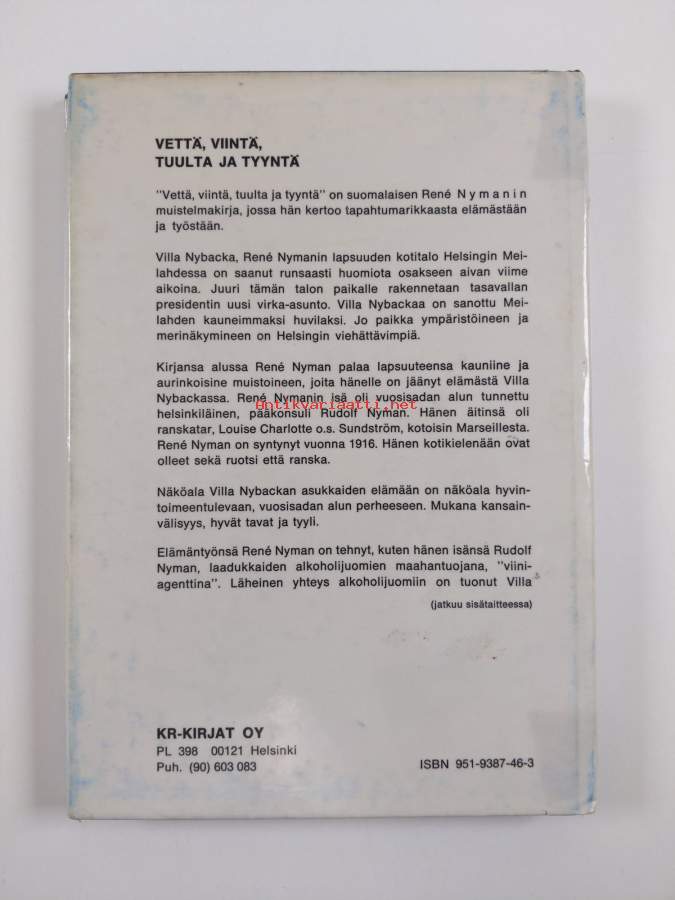 VETTÄ, VIINTÄ,
TUULTA JA TYYNTÄ
"Vettä, viintä, tuulta ja tyyntä" on suomalaisen René Nymanin
muistelmakirja, jossa hän kertoo tapahtumarikkaasta elämästään
ja työstään.
Villa Nybacka, René Nymanin lapsuuden kotitalo Helsingin Mei-
lahdessa on saanut runsaasti huomiota osakseen aivan viime
aikoina. Juuri tämän talon paikalle rakennetaan tasavallan
presidentin uusi virka-asunto. Villa Nybackaa on sanottu Mei-
lahden kauneimmaksi huvilaksi. Jo paikka ympäristöineen ja
merinäkymineen on Helsingin viehättävimpiä.
Kirjansa alussa René Nyman palaa lapsuuteensa kauniine ja
aurinkoisine muistoineen, joita hänelle on jäänyt elämästä Villa
Nybackassa. René Nymanin isä oli vuosisadan alun tunnettu
Antikvariaatti.net
helsinkiläinen, pääkonsuli Rudolf Nyman. Hänen äitinsä oli
ranskatar, Louise Charlotte o.s. Sundström, kotoisin Marseillesta.
René Nyman on syntynyt vuonna 1916. Hänen kotikielenään ovat
olleet sekä ruotsi että ranska.
Näköala Villa Nybackan asukkaiden elämään on näköala hyvin-
toimeentulevaan, vuosisadan alun perheeseen. Mukana kansain-
välisyys, hyvät tavat ja tyyli.
Elämäntyönsä René Nyman on tehnyt, kuten hänen isänsä Rudolf
Nyman, laadukkaiden alkoholijuomien maahantuojana, "viini-
agenttina". Läheinen yhteys alkoholijuomiin on tuonut Villa
(jatkuu sisätaitteessa)
KR-KIRJAT OY
PL 398 00121 Helsinki
Puh. (90) 603 083
ISBN 951-9387-46-3